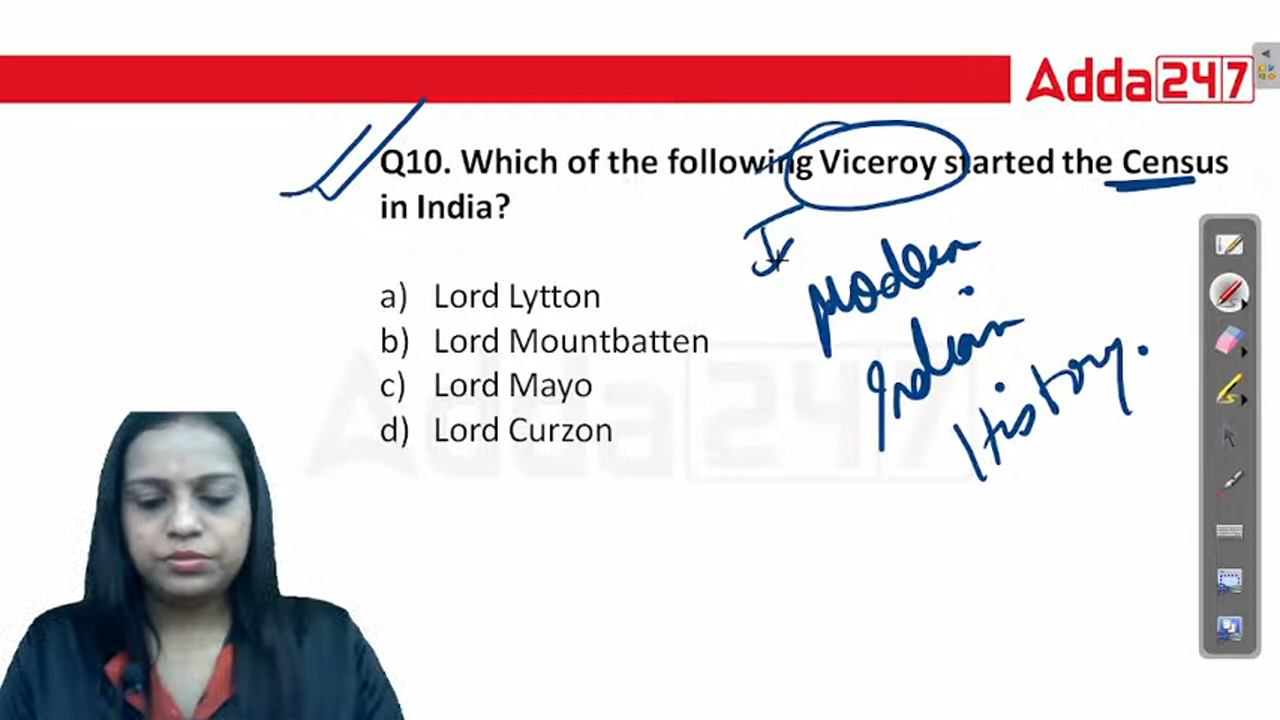 Adda247
Q10. Which of the following Viceroy started the Census
in India?
a) Lord Lytton
b) Lord Mountbatten
c) Lord Mayo
d) Lord Curzon
Modern
Indian
History.
Adda247